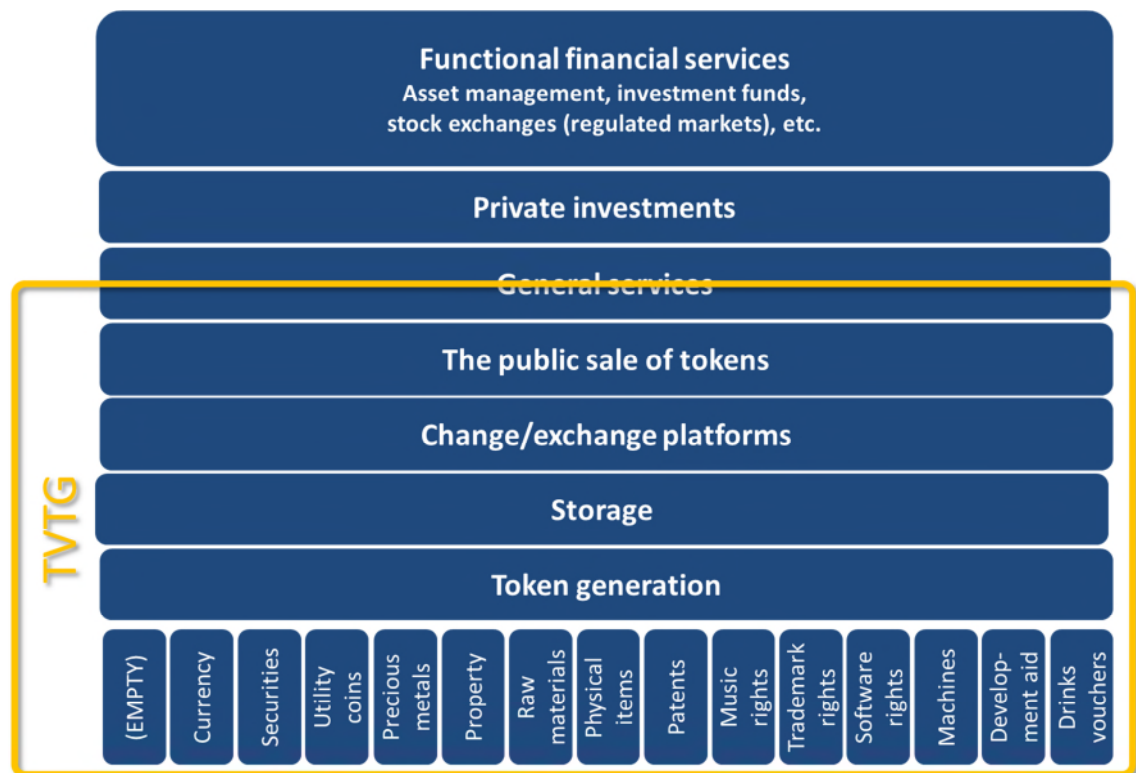 Functional financial services
Asset management, investment funds,
stock exchanges (regulated markets), etc.
Private investments
General services
The public sale of tokens
Change/exchange platforms
Storage
Token generation
TVTG
(EMPTY)
Currency
Securities
Utility
coins
Precious
metals
Property
Raw
materials
Physical
items
Patents
Music
rights
Trademark
rights
Software
rights
Machines
Develop-
ment aid
Drinks
vouchers